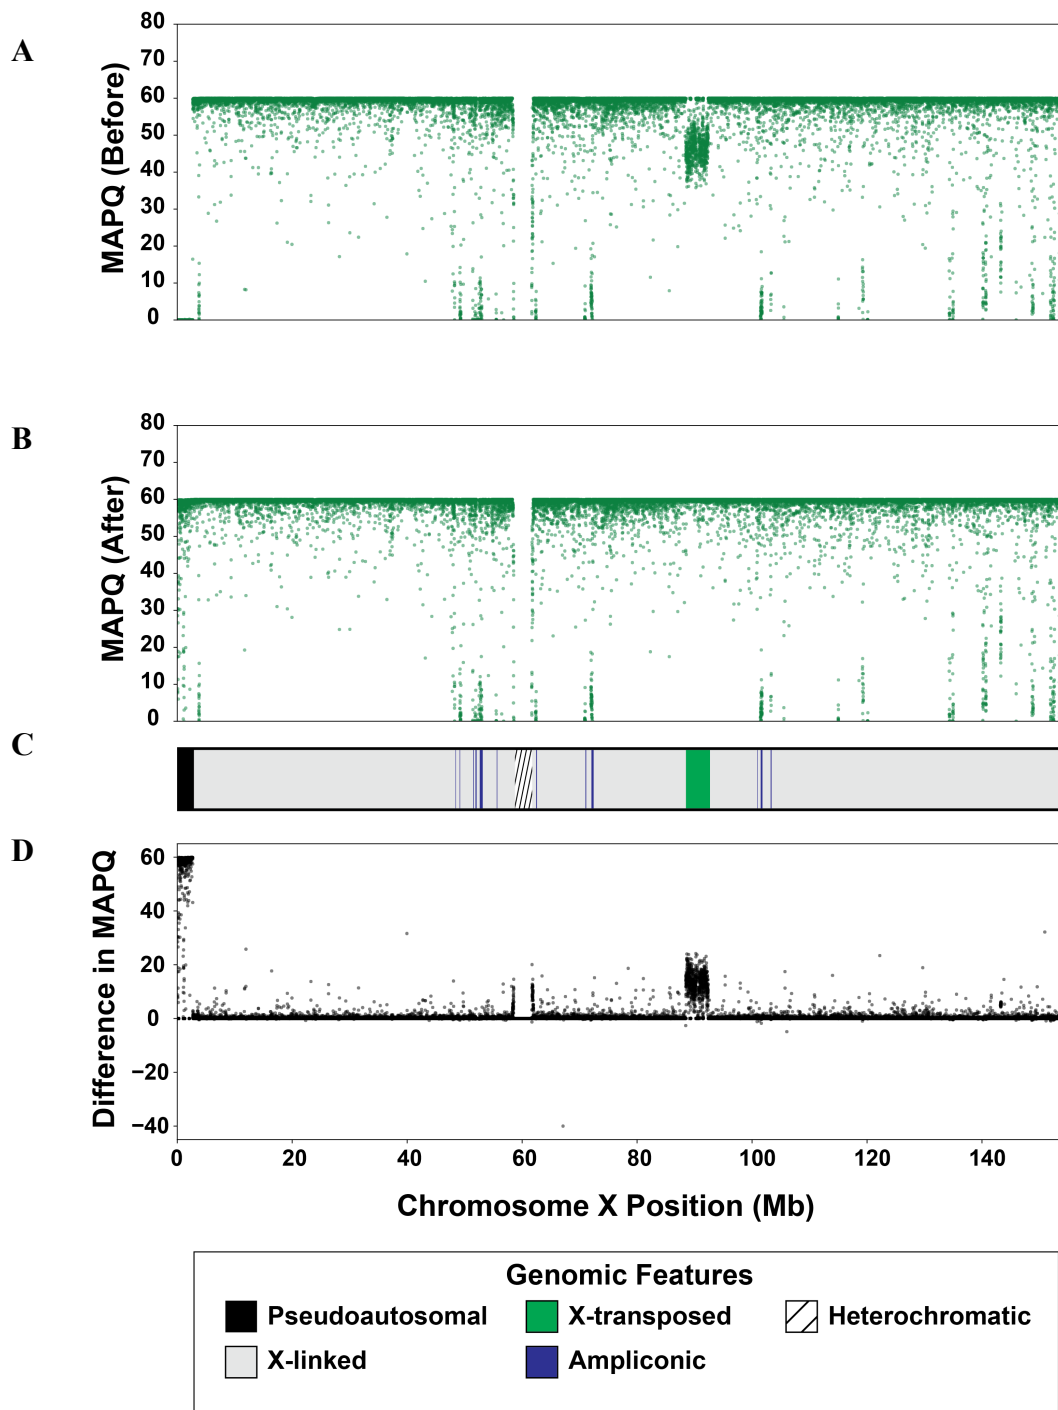 A
MAPQ (Before)
80
70
60
50
40
30
20
10
0
B
MAPQ (After)
80
70
60
50
40
30
20
10
0
C
D
Difference in MAPQ
60
40
20
0
−20
−40
0 20 40 60 80 100 120 140
Chromosome X Position (Mb)
Genomic Features
Pseudoautosomal X-transposed Heterochromatic
X-linked Ampliconic